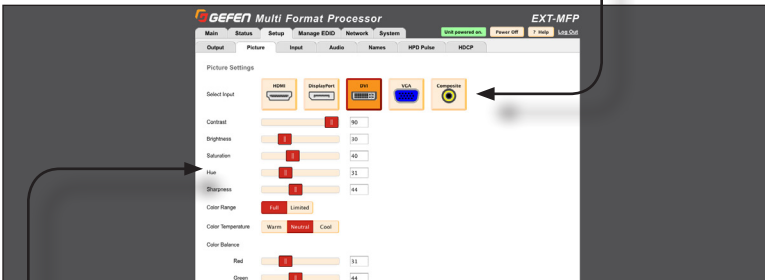 GEFEN Multi Format Processor EXT-MFP
Main Status Setup Manage EDID Network System Unit powered on. Power Off ? Help Log Out
Output Picture Input Audio Names HPD Pulse HDCP
Picture Settings
Select Input HDMI DisplayPort DVI VGA Composite
Contrast 90
Brightness 30
Saturation 40
Hue 31
Sharpness 44
Color Range Full Limited
Color Temperature Warm Neutral Cool
Color Balance
Red 31
Green 44